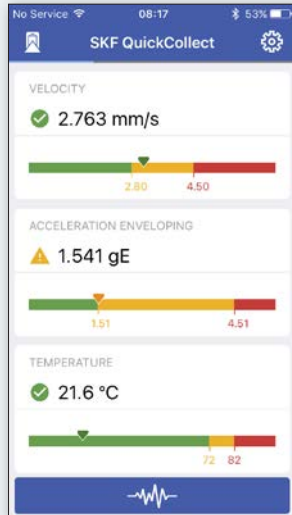 No Service 08:17 53%
SKF QuickCollect
VELOCITY
2.763 mm/s
2.80 4.50
ACCELERATION ENVELOPING
1.541 gE
1.51 4.51
TEMPERATURE
21.6 °C
72 82